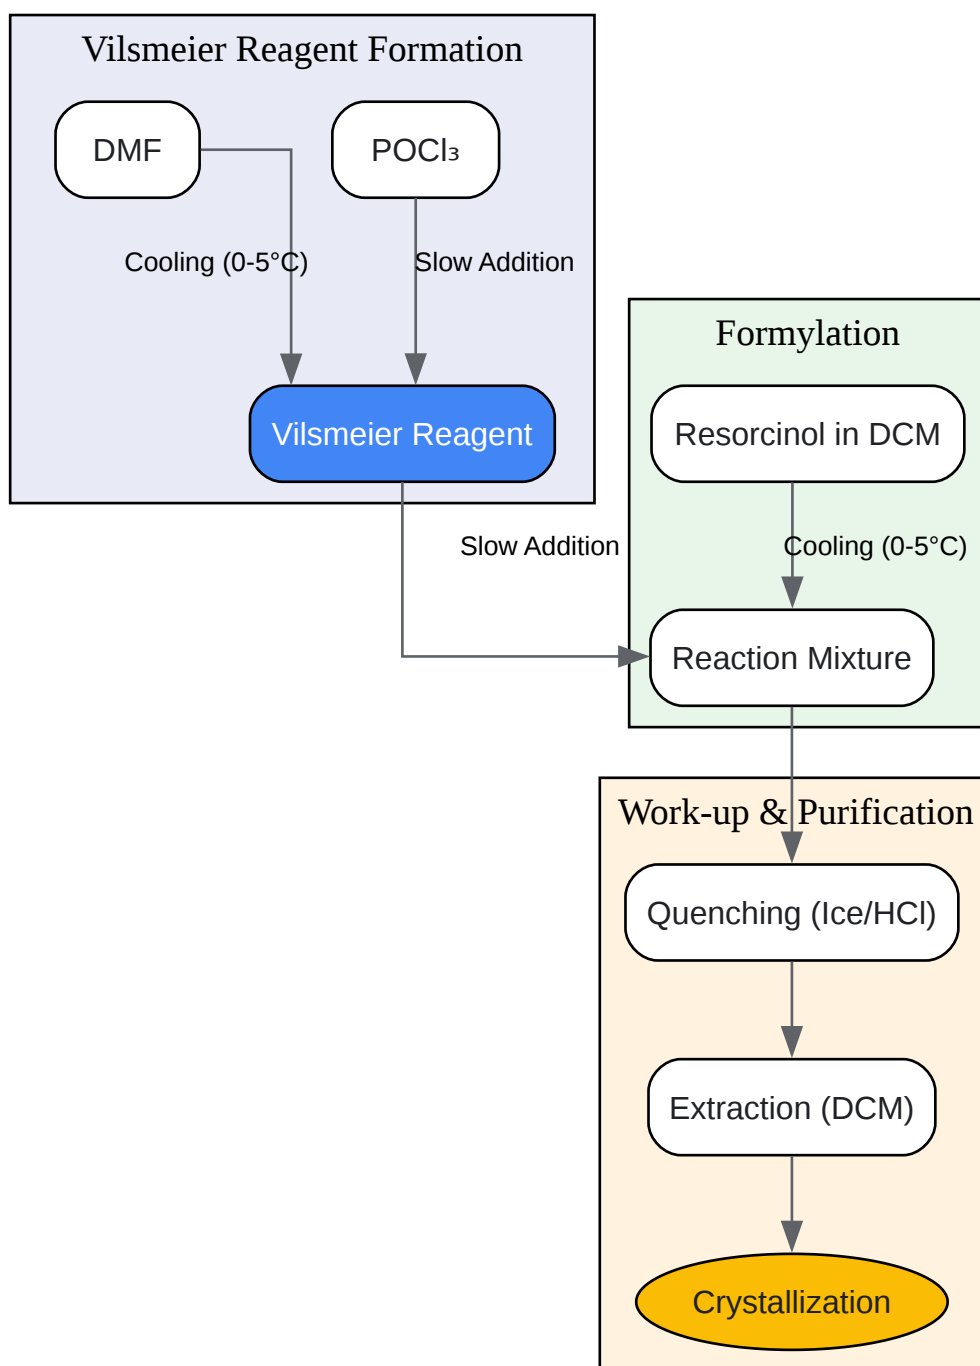 Vilsmeier Reagent Formation
DMF
POCl₃
Cooling (0-5°C)
Slow Addition
Vilsmeier Reagent
Slow Addition
Formylation
Resorcinol in DCM
Cooling (0-5°C)
Reaction Mixture
Work-up & Purification
Quenching (Ice/HCl)
Extraction (DCM)
Crystallization